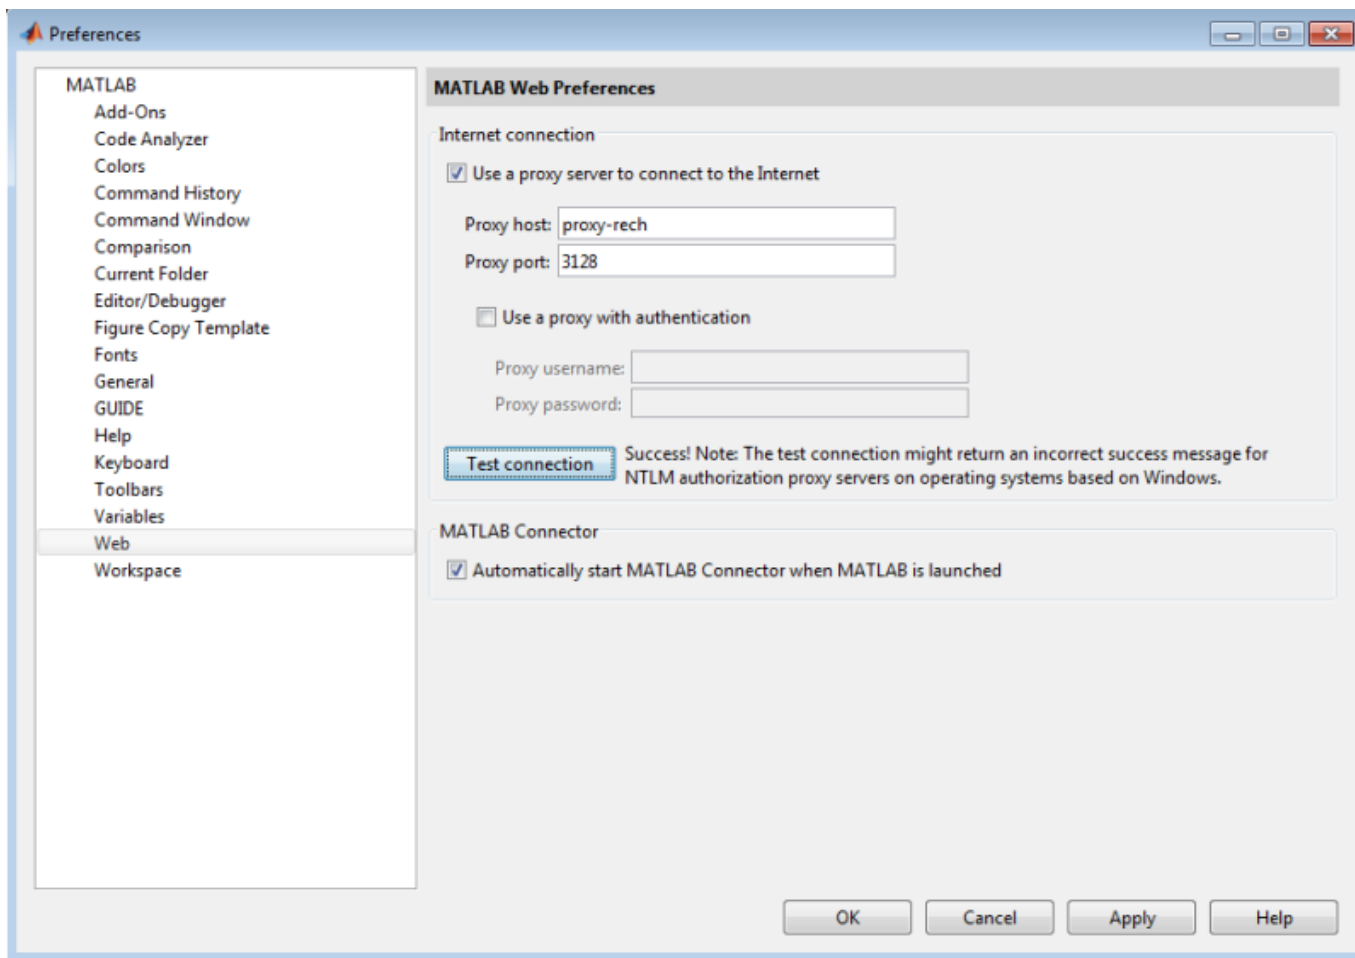 Preferences
MATLAB
Add-Ons
Code Analyzer
Colors
Command History
Command Window
Comparison
Current Folder
Editor/Debugger
Figure Copy Template
Fonts
General
GUIDE
Help
Keyboard
Toolbars
Variables
Web
Workspace
MATLAB Web Preferences
Internet connection
Use a proxy server to connect to the Internet
Proxy host: proxy-rech
Proxy port: 3128
Use a proxy with authentication
Proxy username:
Proxy password:
Test connection
Success! Note: The test connection might return an incorrect success message for
NTLM authorization proxy servers on operating systems based on Windows.
MATLAB Connector
Automatically start MATLAB Connector when MATLAB is launched
OK Cancel Apply Help